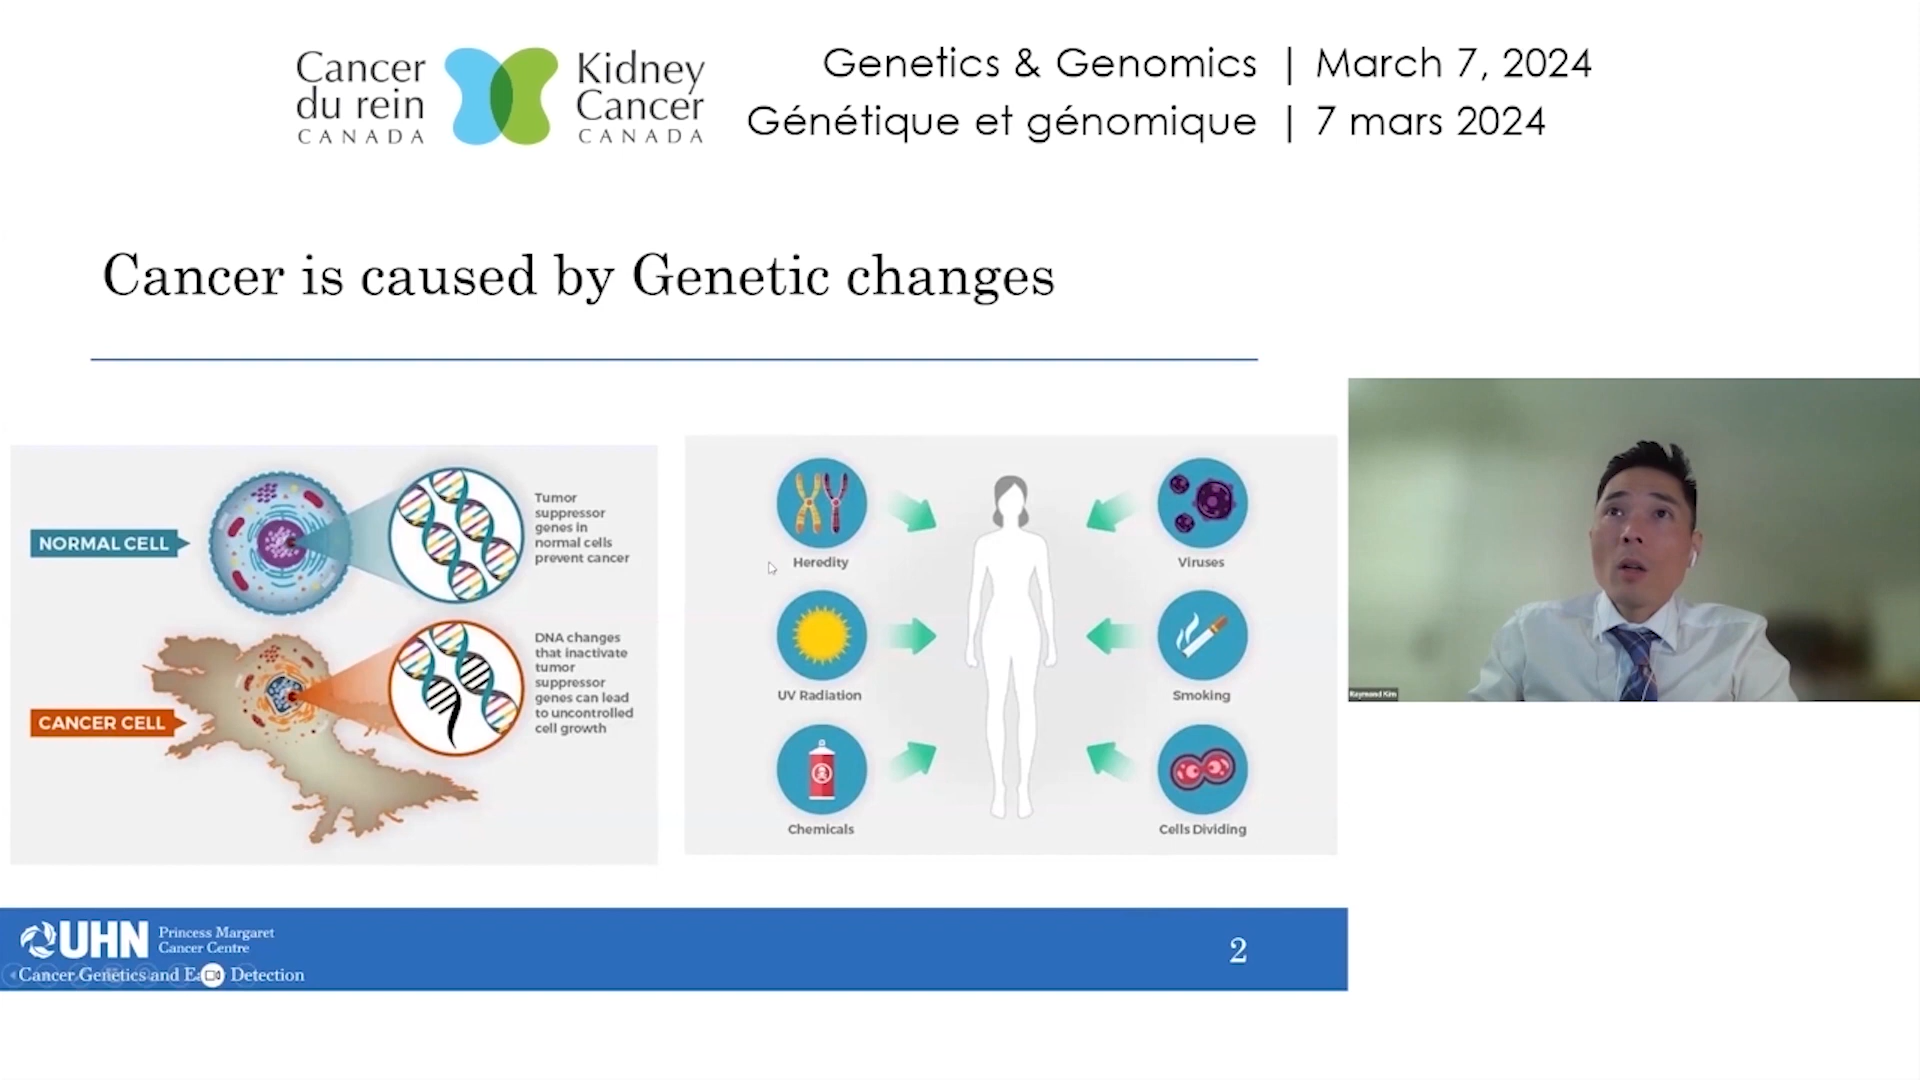 Cancer
du rein
CANADA
Kidney
Cancer
CANADA
Genetics & Genomics | March 7, 2024
Génétique et génomique | 7 mars 2024
Cancer is caused by Genetic changes
NORMAL CELL
Tumor
suppressor
genes in
normal cells
prevent cancer
CANCER CELL
DNA changes
that inactivate
tumor
suppressor
genes can lead
to uncontrolled
cell growth
Heredity
Viruses
UV Radiation
Smoking
Chemicals
Cells Dividing
Raymond Kim
UHN
Princess Margaret
Cancer Centre
Cancer Genetics and Detection
2